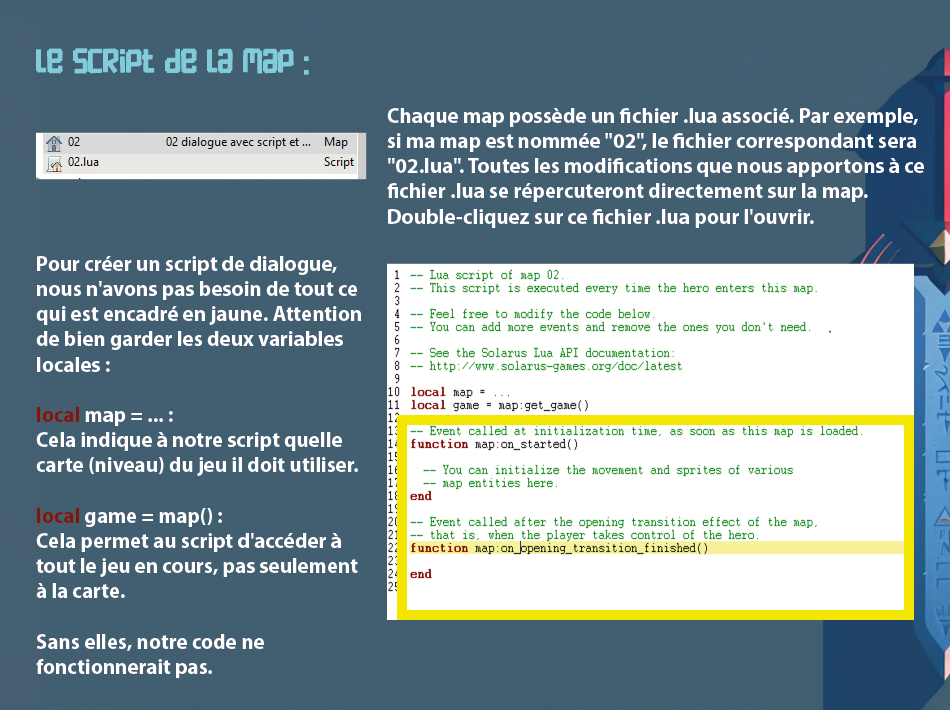 Le script de la map :
02 02 dialogue avec script et ... Map
02.lua Script
Chaque map possède un fichier .lua associé. Par exemple,
si ma map est nommée "02", le fichier correspondant sera
"02.lua". Toutes les modifications que nous apportons à ce
fichier .lua se répercuteront directement sur la map.
Double-cliquez sur ce fichier .lua pour l'ouvrir.
Pour créer un script de dialogue,
nous n'avons pas besoin de tout ce
qui est encadré en jaune. Attention
de bien garder les deux variables
locales :
local map = ... :
Cela indique à notre script quelle
carte (niveau) du jeu il doit utiliser.
local game = map() :
Cela permet au script d'accéder à
tout le jeu en cours, pas seulement
à la carte.
Sans elles, notre code ne
fonctionnerait pas.
1 -- Lua script of map 02.
2 -- This script is executed every time the hero enters this map.
3
4 -- Feel free to modify the code below.
5 -- You can add more events and remove the ones you don't need.
6
7 -- See the Solarus Lua API documentation:
8 -- http://www.solarus-games.org/doc/latest
9
10 local map = ...
11 local game = map:get_game()
12
13 -- Event called at initialization time, as soon as this map is loaded.
14 function map:on_started()
15
16 -- You can initialize the movement and sprites of various
17 -- map entities here.
18 end
19
20 -- Event called after the opening transition effect of the map,
21 -- that is, when the player takes control of the hero.
22 function map:on_opening_transition_finished()
23
24 end
25